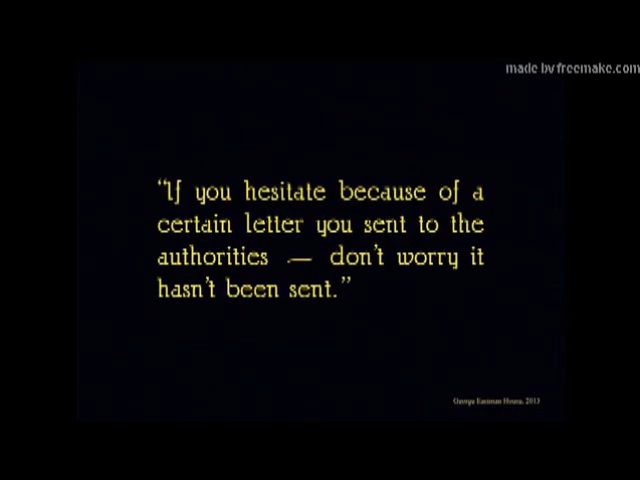 made by freemake.com
"If you hesitate because of a
certain letter you sent to the
authorities — don't worry it
hasn't been sent."
George Eastman House, 2013